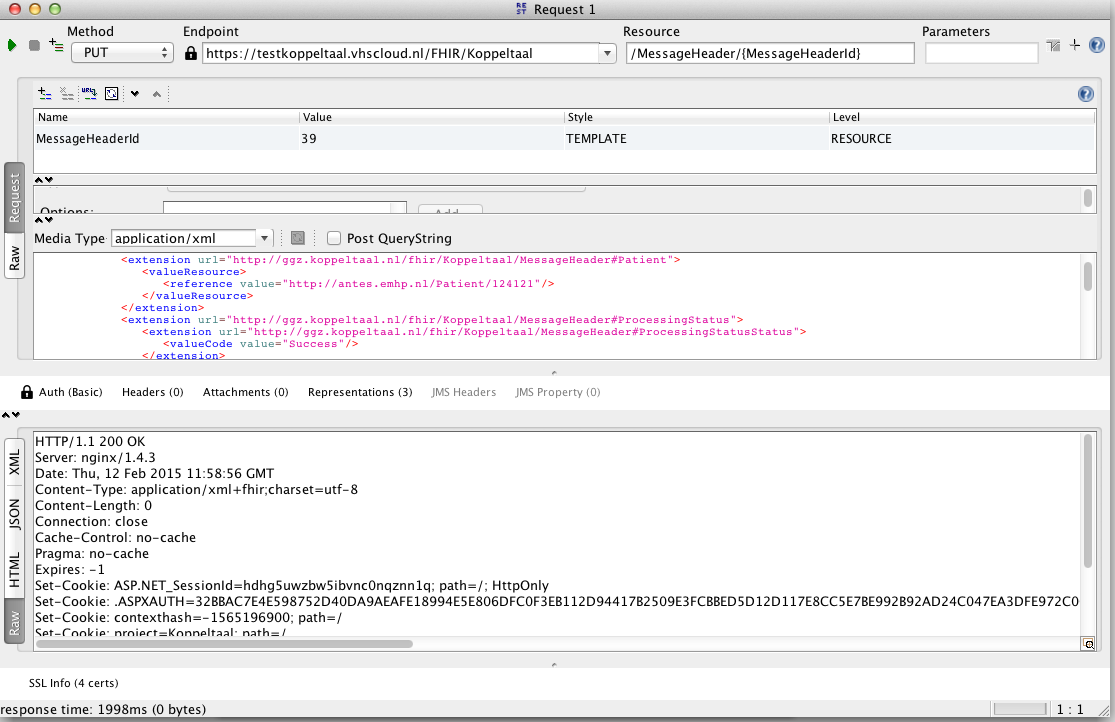 RE
ST Request 1
Method Endpoint Resource Parameters
PUT https://testkoppeltaal.vhscloud.nl/FHIR/Koppeltaal /MessageHeader/{MessageHeaderId}
URL
Name Value Style Level
MessageHeaderId 39 TEMPLATE RESOURCE
Request
Raw
Options: Add
Media Type application/xml Post QueryString
<extension url="http://ggz.koppeltaal.nl/fhir/Koppeltaal/MessageHeader#Patient">
<valueResource>
<reference value="http://antes.emhp.nl/Patient/124121"/>
</valueResource>
</extension>
<extension url="http://ggz.koppeltaal.nl/fhir/Koppeltaal/MessageHeader#ProcessingStatus">
<extension url="http://ggz.koppeltaal.nl/fhir/Koppeltaal/MessageHeader#ProcessingStatusStatus">
<valueCode value="Success"/>
</extension>
Auth (Basic) Headers (0) Attachments (0) Representations (3) JMS Headers JMS Property (0)
XML
JSON
HTML
Raw
HTTP/1.1 200 OK
Server: nginx/1.4.3
Date: Thu, 12 Feb 2015 11:58:56 GMT
Content-Type: application/xml+fhir;charset=utf-8
Content-Length: 0
Connection: close
Cache-Control: no-cache
Pragma: no-cache
Expires: -1
Set-Cookie: ASP.NET_SessionId=hdhg5uwzbw5ibvnc0nqznn1q; path=/; HttpOnly
Set-Cookie: .ASPXAUTH=32BBAC7E4E598752D40DA9AEAFE18994E5E806DFC0F3EB112D94417B2509E3FCBBED5D12D117E8CC5E7BE992B92AD24C047EA3DFE972C0
Set-Cookie: contexthash=-1565196900; path=/
Set-Cookie: project=Koppeltaal; path=/
SSL Info (4 certs)
response time: 1998ms (0 bytes) 1 : 1